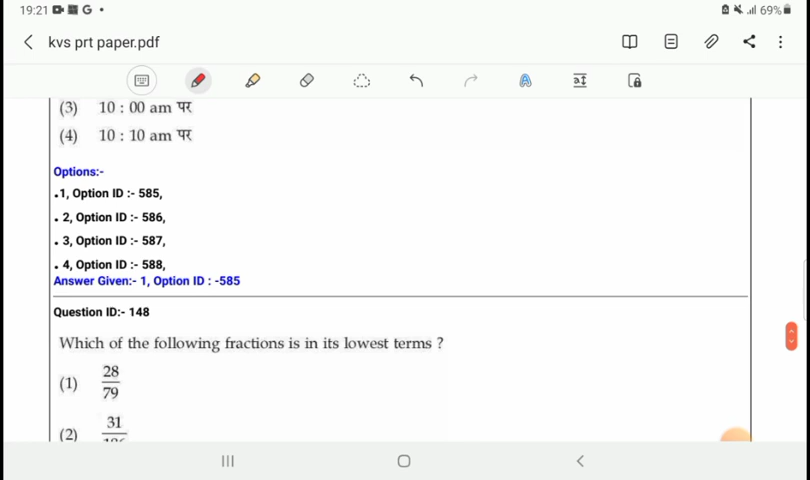 19:21 G • 69%
kvs prt paper.pdf
(3) 10 : 00 am पर
(4) 10 : 10 am पर
Options:-
.1, Option ID :- 585,
. 2, Option ID :- 586,
. 3, Option ID :- 587,
. 4, Option ID :- 588,
Answer Given:- 1, Option ID : -585
Question ID:- 148
Which of the following fractions is in its lowest terms ?
(1) 28/79
(2) 31